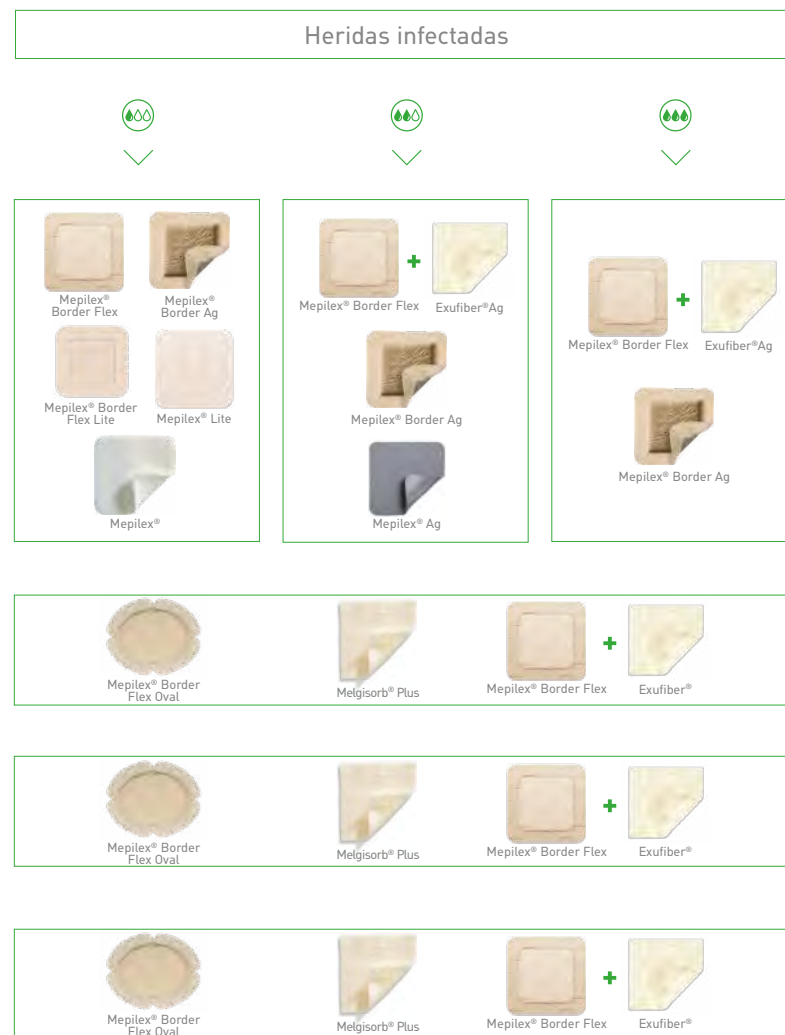 Heridas infectadas
Mepilex®
Border Flex
Mepilex®
Border Ag
Mepilex® Border
Flex Lite
Mepilex® Lite
Mepilex®
Mepilex® Border Flex
+
Exufiber®Ag
Mepilex® Border Ag
Mepilex® Ag
Mepilex® Border Flex
+
Exufiber®Ag
Mepilex® Border Ag
Mepilex® Border
Flex Oval
Melgisorb® Plus
Mepilex® Border Flex
+
Exufiber®
Mepilex® Border
Flex Oval
Melgisorb® Plus
Mepilex® Border Flex
+
Exufiber®
Mepilex® Border
Flex Oval
Melgisorb® Plus
Mepilex® Border Flex
+
Exufiber®